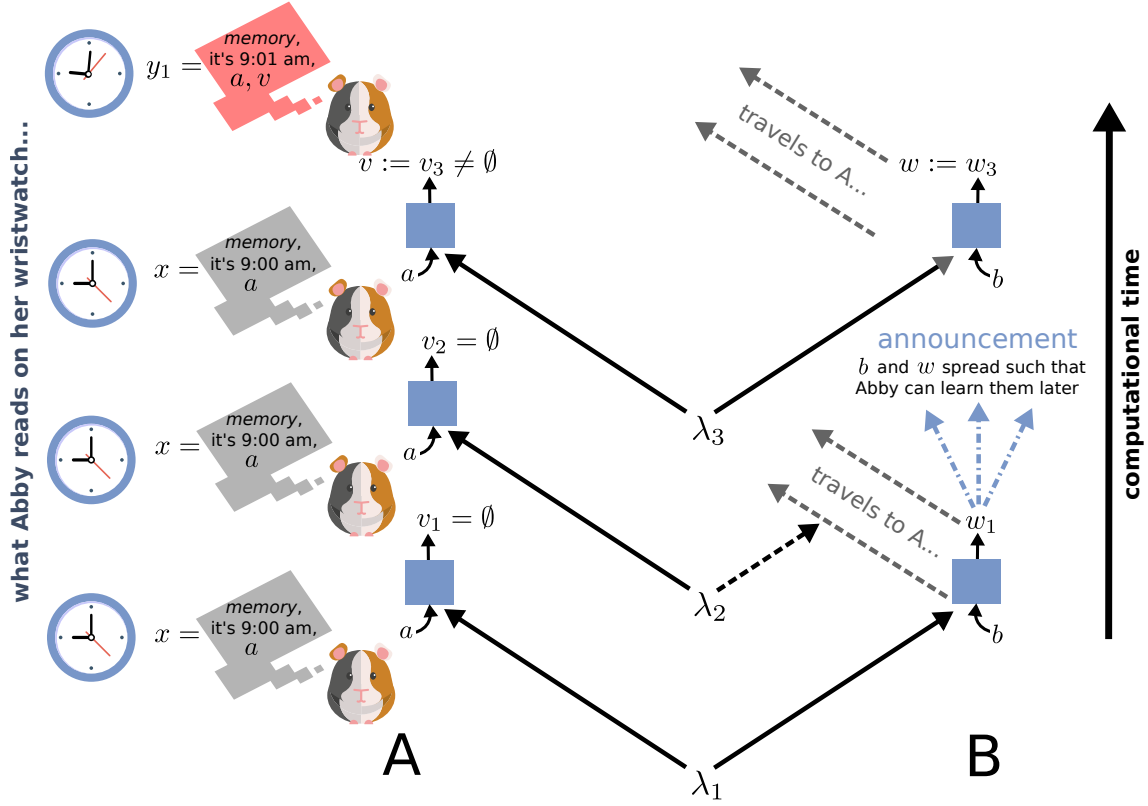 what Abby reads on her wristwatch...
y₁ =
memory,
it's 9:01 am,
a, v
v := v₃ ≠ ∅
travels to A...
w := w₃
x =
memory,
it's 9:00 am,
a
a
b
v₂ = ∅
λ₃
announcement
b and w spread such that
Abby can learn them later
x =
memory,
it's 9:00 am,
a
a
v₁ = ∅
λ₂
travels to A...
w₁
x =
memory,
it's 9:00 am,
a
a
b
λ₁
A
B
computational time